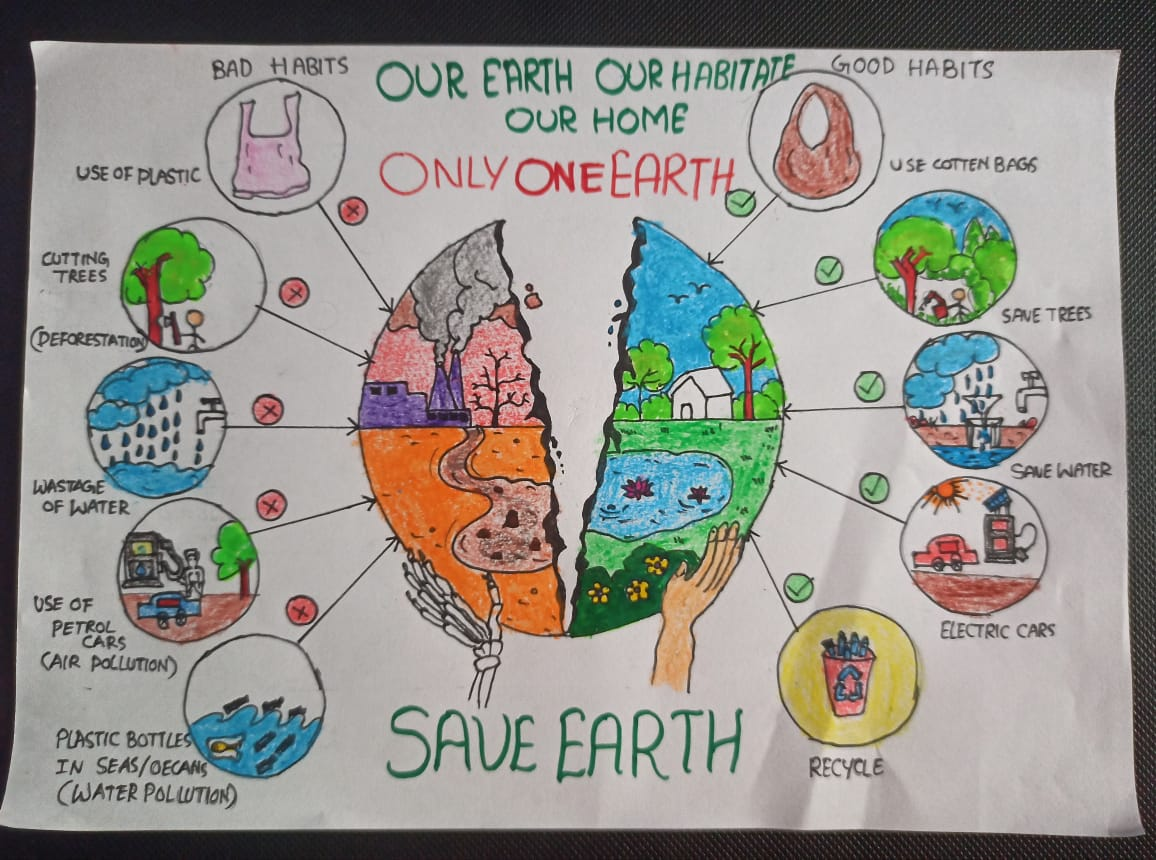 BAD HABITS
OUR EARTH OUR HABITATE
OUR HOME
ONLY ONE EARTH
GOOD HABITS
USE OF PLASTIC
CUTTING
TREES
(DEFORESTATION)
WASTAGE
OF WATER
USE OF
PETROL
CARS
(AIR POLLUTION)
PLASTIC BOTTLES
IN SEAS/OECANS
(WATER POLLUTION)
USE COTTEN BAGS
SAVE TREES
SAVE WATER
ELECTRIC CARS
RECYCLE
SAVE EARTH